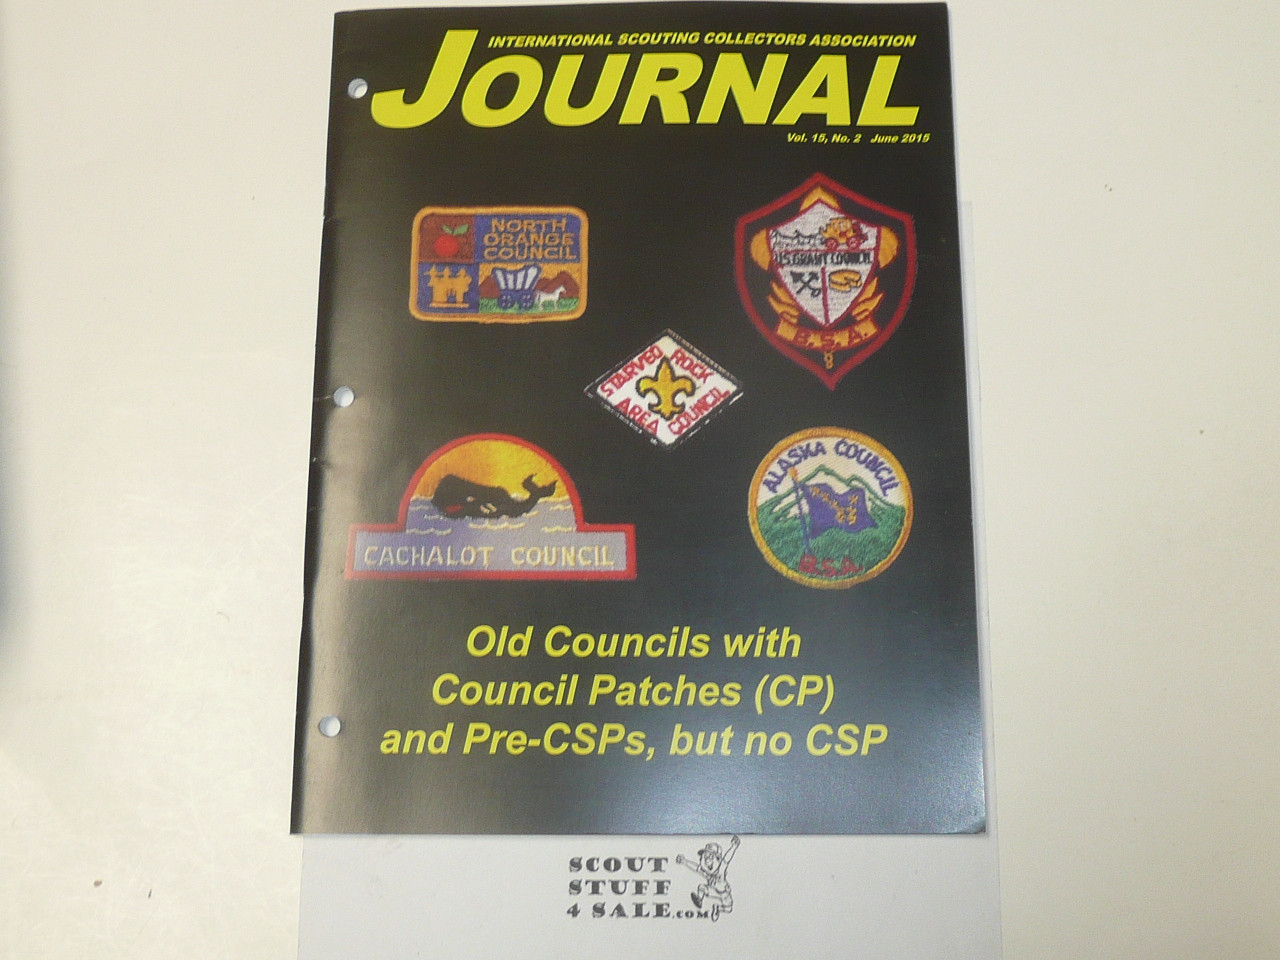 INTERNATIONAL SCOUTING COLLECTORS ASSOCIATION
JOURNAL
Vol. 15, No. 2 June 2015
NORTH
ORANGE
COUNCIL
U.S. GRANT COUNCIL
B.S.A.
STARVED ROCK
AREA COUNCIL
CACHALOT COUNCIL
ALASKA COUNCIL
B.S.A.
Old Councils with
Council Patches (CP)
and Pre-CSPs, but no CSP
SCOUT
STUFF
4 SALE.COM